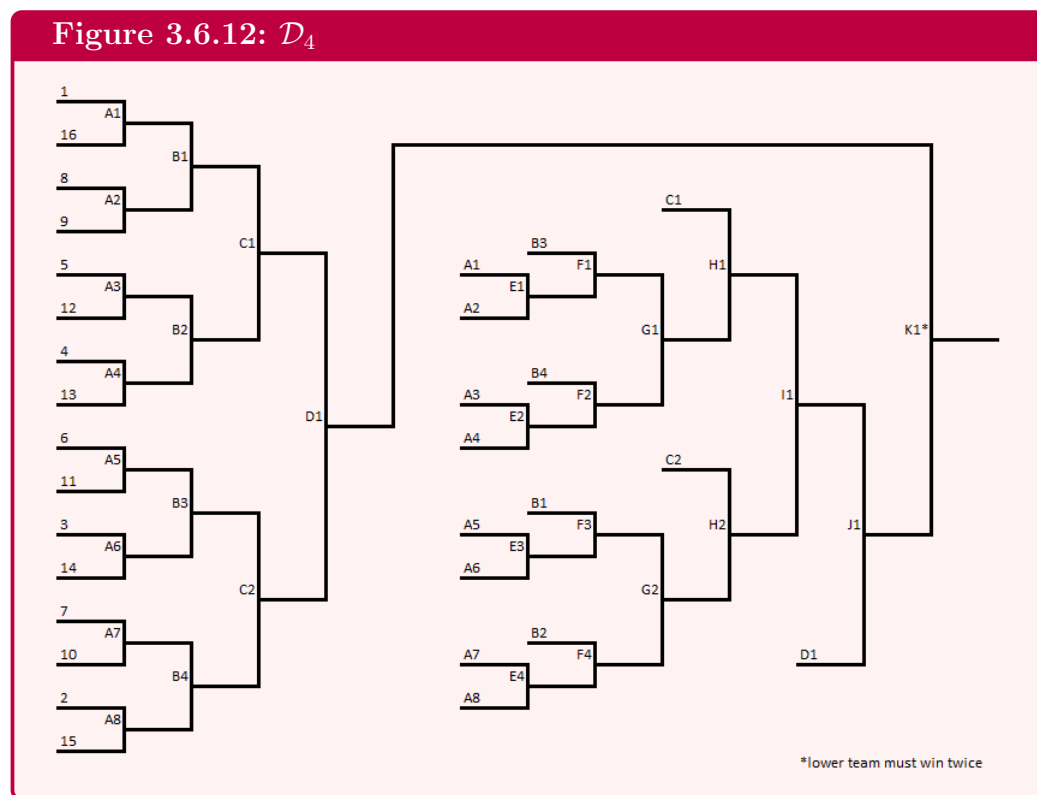 Figure 3.6.12: D₄
1
A1
16
B1
8
A2
9
C1
5
A3
12
B2
4
A4
13
D1
6
A5
11
B3
3
A6
14
C2
7
A7
10
B4
2
A8
15
C1
B3
A1
F1
H1
E1
A2
G1
K1*
B4
A3
F2
I1
E2
A4
C2
B1
A5
F3
H2
J1
E3
A6
G2
B2
A7
F4
D1
E4
A8
*lower team must win twice